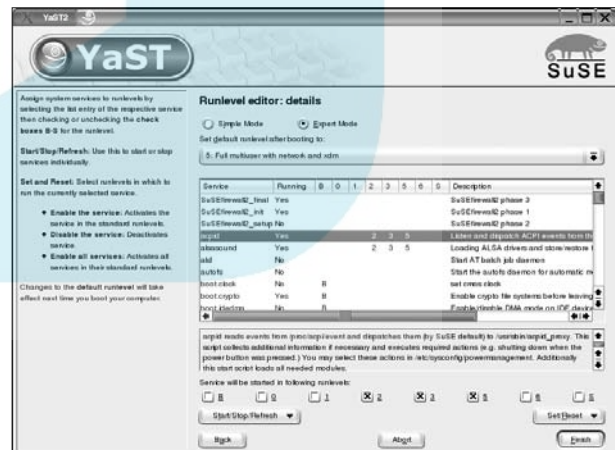 YaST2
YaST
SuSE
Assign system services to runlevels by
selecting the list entry of the respective service
then checking or unchecking the check
boxes B-S for the runlevel.
Start/Stop/Refresh: Use this to start or stop
services individually.
Set and Reset: Select runlevels in which to
run the currently selected service.
Enable the service: Activates the
service in the standard runlevels.
Disable the service: Deactivates
service.
Enable all services: Activates all
services in their standard runlevels.
Changes to the default runlevel will take
effect next time you boot your computer.
Runlevel editor: details
Simple Mode Expert Mode
Set default runlevel after booting to:
5: Full multiuser with network and xdm
Service Running B 0 1 2 3 5 6 S Description
SuSEfirewall2_final Yes SuSEfirewall2 phase 3
SuSEfirewall2_init Yes SuSEfirewall2 phase 1
SuSEfirewall2_setup No SuSEfirewall2 phase 2
acpid Yes 2 3 5 Listen and dispatch ACPI events from th
alsasound Yes 2 3 5 Loading ALSA drivers and store/restore t
atd No Start AT batch job daemon
autofs No Start the autofs daemon for automatic m
boot.clock No B set cmos clock
boot.crypto Yes B Enable crypto file systems before leaving
boot.idedma No B Enable/disable DMA mode on IDE device
acpid reads events from /proc/acpi/event and dispatches them (by SuSE default) to /usr/sbin/acpid_proxy. This
script collects additional information if necessary and executes required actions (e.g. shutting down when the
power button was pressed.) You may select these actions in /etc/sysconfig/powermanagement. Additionally
this start script loads all needed modules.
Service will be started in following runlevels:
B 0 1 2 3 5 6 S
Start/Stop/Refresh Set/Reset
Back Abort Finish